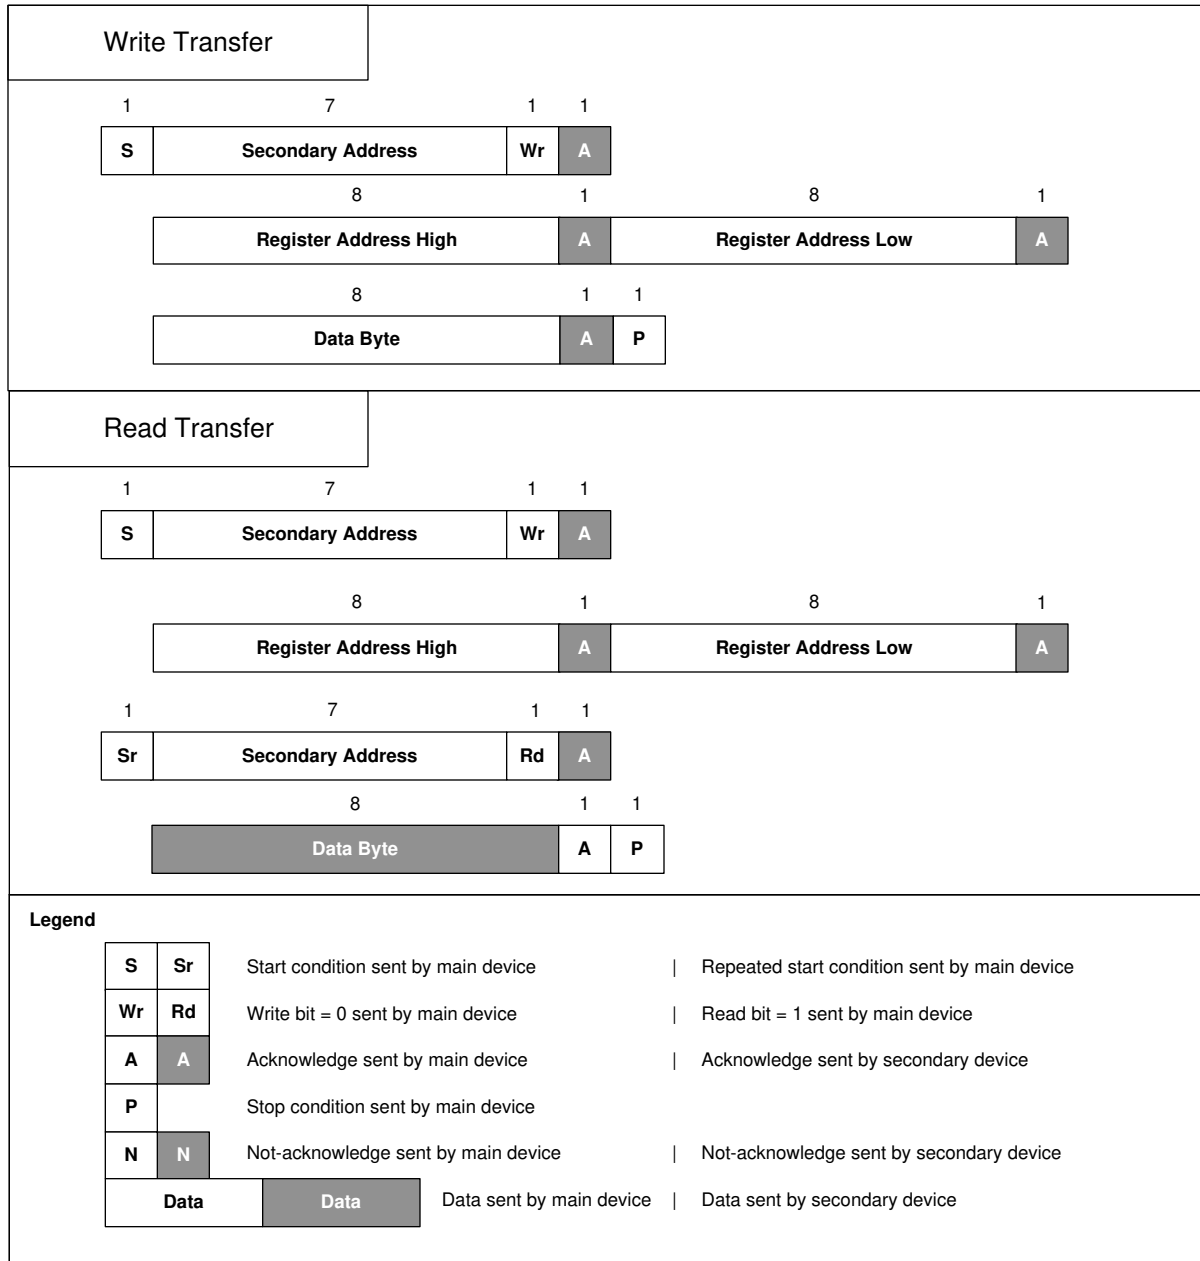 Write Transfer
1 7 1 1
S Secondary Address Wr A
8 1 8 1
Register Address High A Register Address Low A
8 1 1
Data Byte A P
Read Transfer
1 7 1 1
S Secondary Address Wr A
8 1 8 1
Register Address High A Register Address Low A
1 7 1 1
Sr Secondary Address Rd A
8 1 1
Data Byte A P
Legend
S Sr Start condition sent by main device | Repeated start condition sent by main device
Wr Rd Write bit = 0 sent by main device | Read bit = 1 sent by main device
A A Acknowledge sent by main device | Acknowledge sent by secondary device
P Stop condition sent by main device
N N Not-acknowledge sent by main device | Not-acknowledge sent by secondary device
Data Data Data sent by main device | Data sent by secondary device